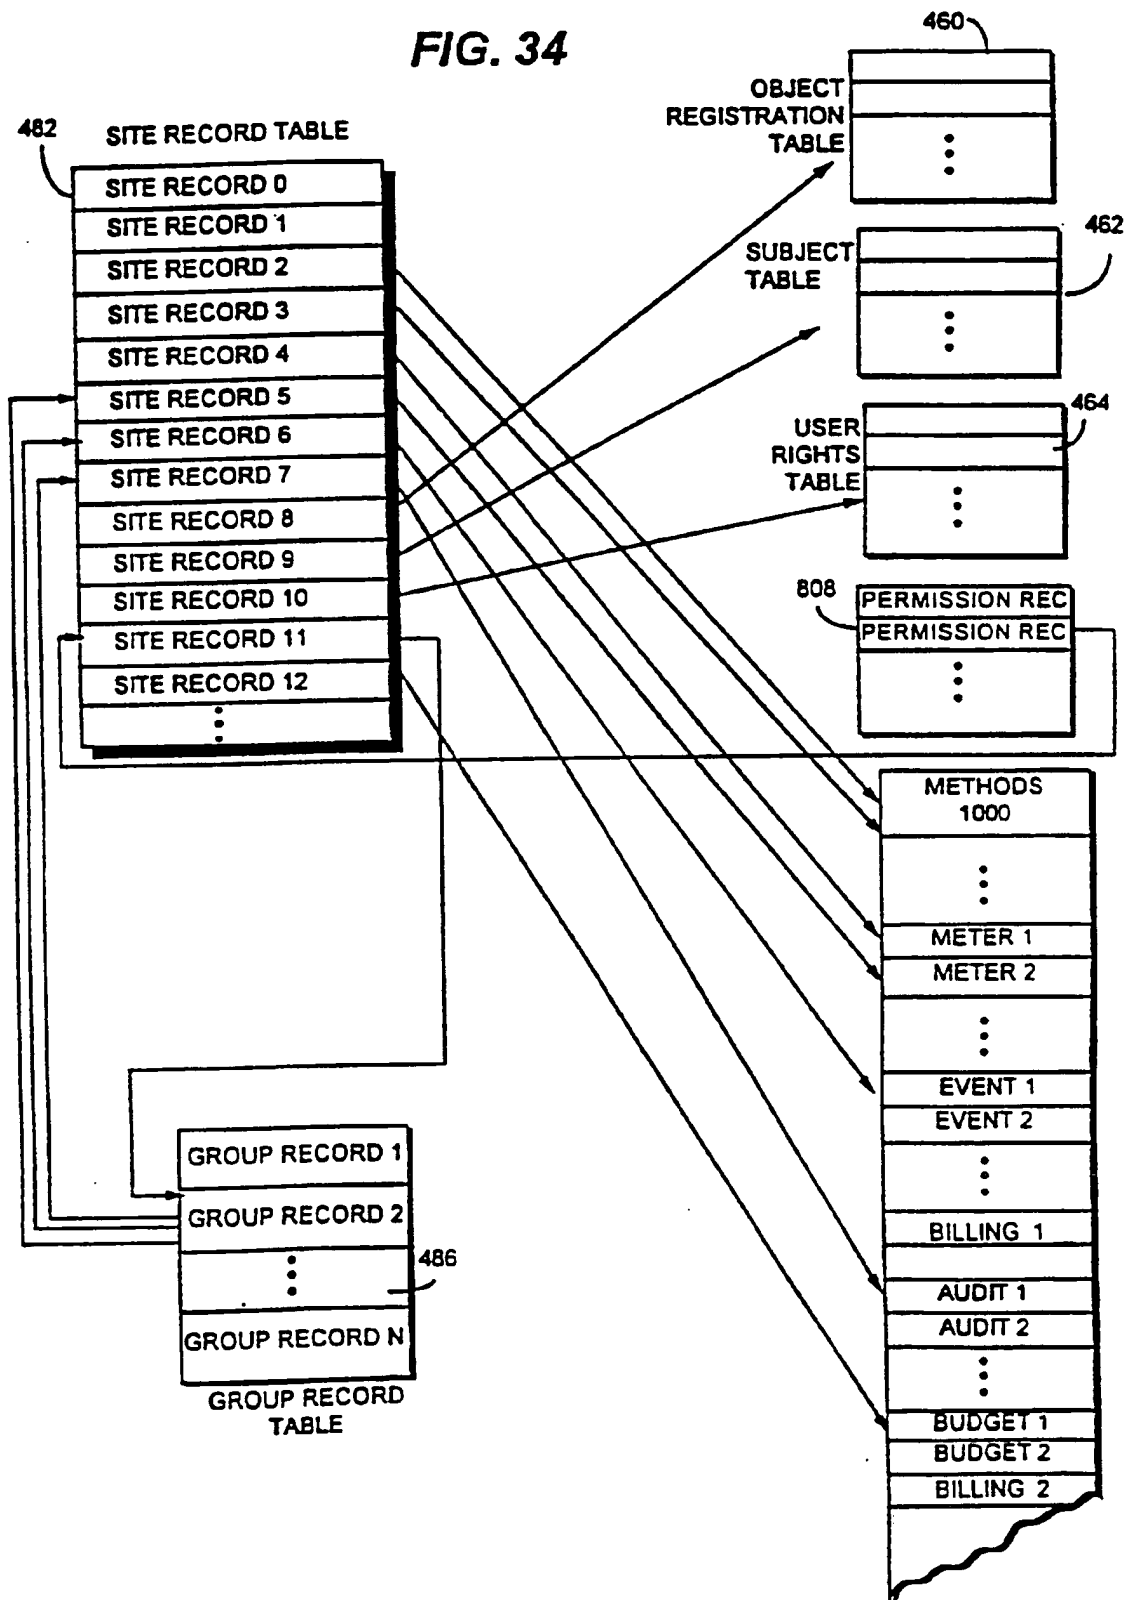 FIG. 34
482
SITE RECORD TABLE
SITE RECORD 0
SITE RECORD 1
SITE RECORD 2
SITE RECORD 3
SITE RECORD 4
SITE RECORD 5
SITE RECORD 6
SITE RECORD 7
SITE RECORD 8
SITE RECORD 9
SITE RECORD 10
SITE RECORD 11
SITE RECORD 12
460
OBJECT
REGISTRATION
TABLE
462
SUBJECT
TABLE
464
USER
RIGHTS
TABLE
808
PERMISSION REC
PERMISSION REC
METHODS
1000
METER 1
METER 2
EVENT 1
EVENT 2
BILLING 1
AUDIT 1
AUDIT 2
BUDGET 1
BUDGET 2
BILLING 2
GROUP RECORD 1
GROUP RECORD 2
486
GROUP RECORD N
GROUP RECORD
TABLE